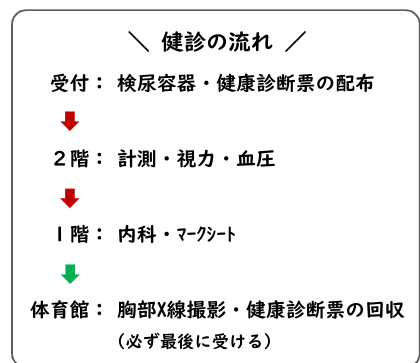 ＼ 健診の流れ ／
受付： 検尿容器・健康診断票の配布
２階： 計測・視力・血圧
１階： 内科・ﾏｰｸｼｰﾄ
体育館： 胸部X線撮影・健康診断票の回収
（必ず最後に受ける）